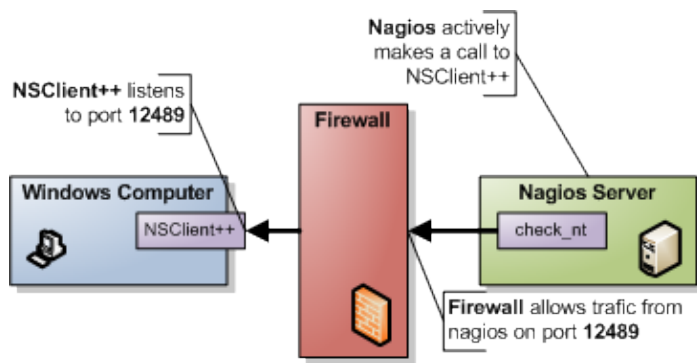 Nagios actively
makes a call to
NSClient++
NSClient++ listens
to port 12489
Firewall
Windows Computer
NSClient++
Nagios Server
check_nt
Firewall allows trafic from
nagios on port 12489